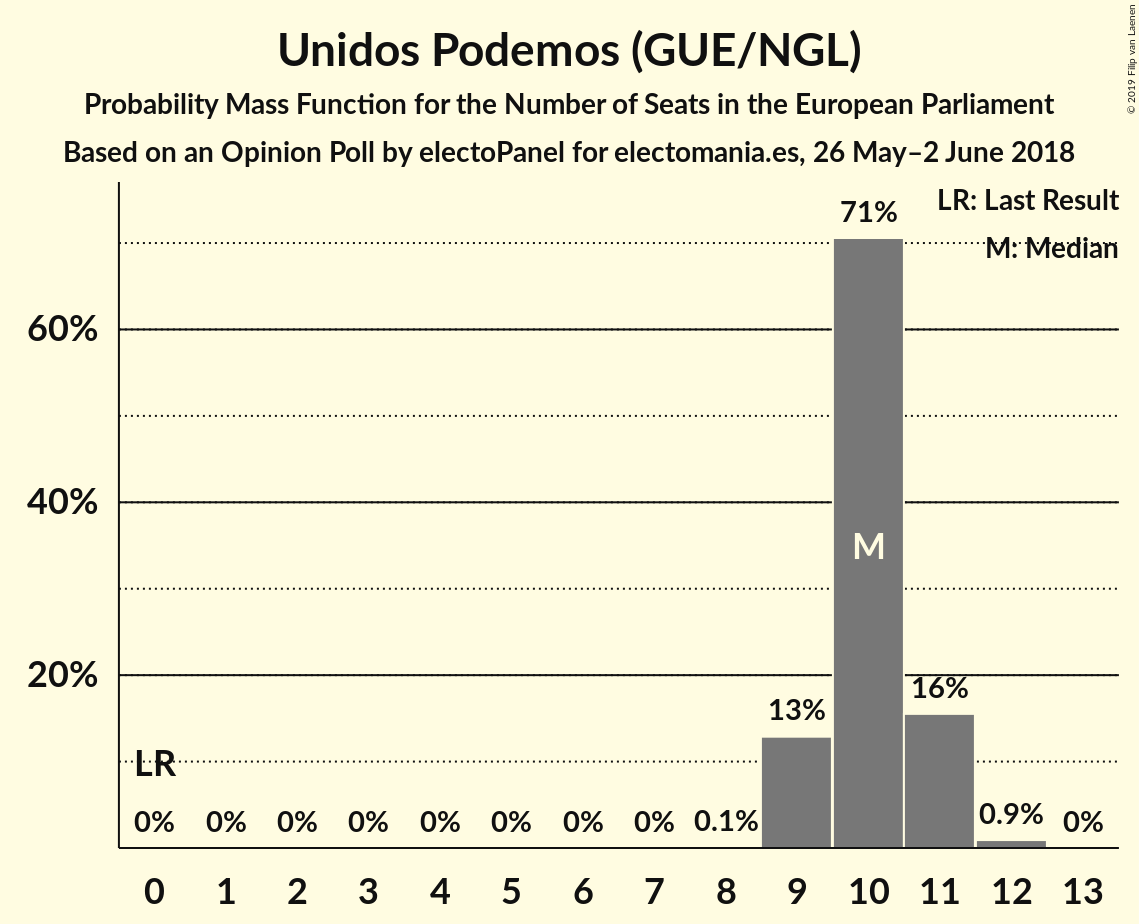 Unidos Podemos (GUE/NGL)
Probability Mass Function for the Number of Seats in the European Parliament
Based on an Opinion Poll by electoPanel for electomania.es, 26 May–2 June 2018
© 2019 Filip van Laenen
LR: Last Result
M: Median
71%
60%
40%
M
20%
16%
13%
LR
0% 0% 0% 0% 0% 0% 0% 0% 0.1% 0.9% 0%
0 1 2 3 4 5 6 7 8 9 10 11 12 13